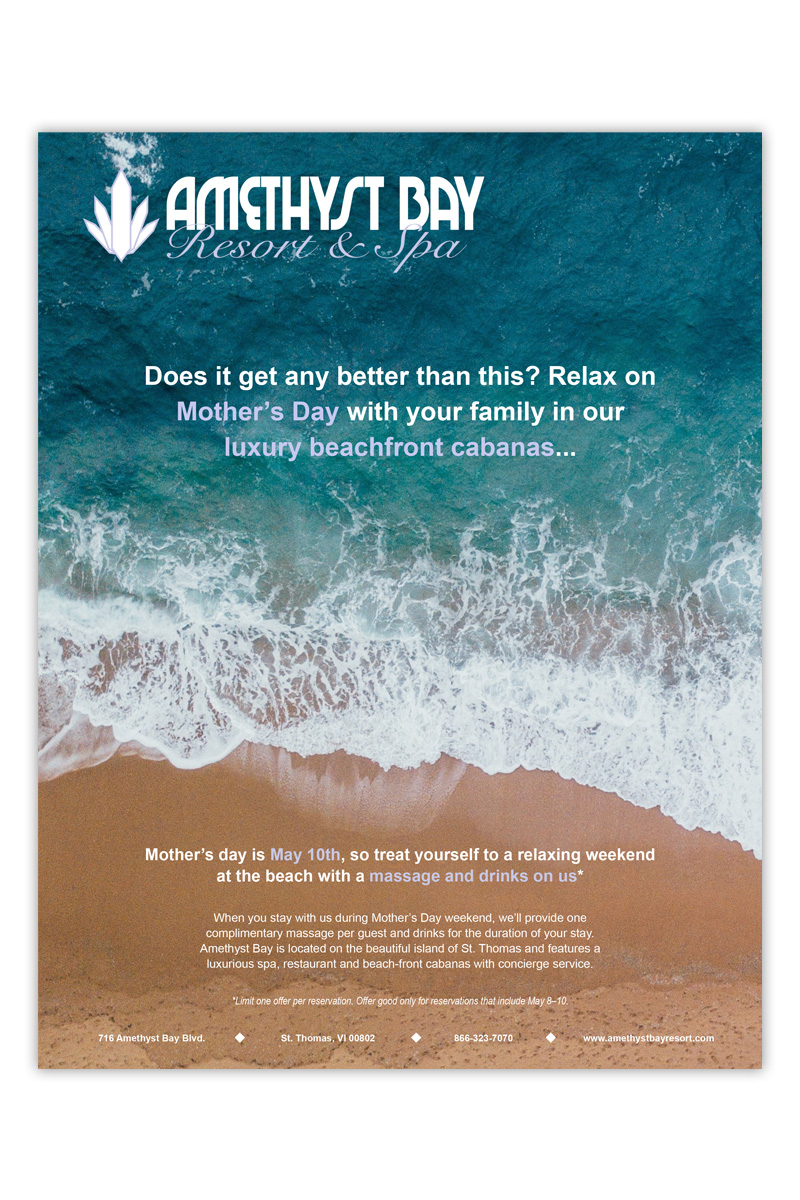 AMETHYST BAY
Resort & Spa
Does it get any better than this? Relax on
Mother’s Day with your family in our
luxury beachfront cabanas...
Mother’s day is May 10th, so treat yourself to a relaxing weekend
at the beach with a massage and drinks on us*
When you stay with us during Mother’s Day weekend, we’ll provide one
complimentary massage per guest and drinks for the duration of your stay.
Amethyst Bay is located on the beautiful island of St. Thomas and features a
luxurious spa, restaurant and beach-front cabanas with concierge service.
*Limit one offer per reservation. Offer good only for reservations that include May 8–10.
716 Amethyst Bay Blvd. ◆ St. Thomas, VI 00802 ◆ 866-323-7070 ◆ www.amethystbayresort.com